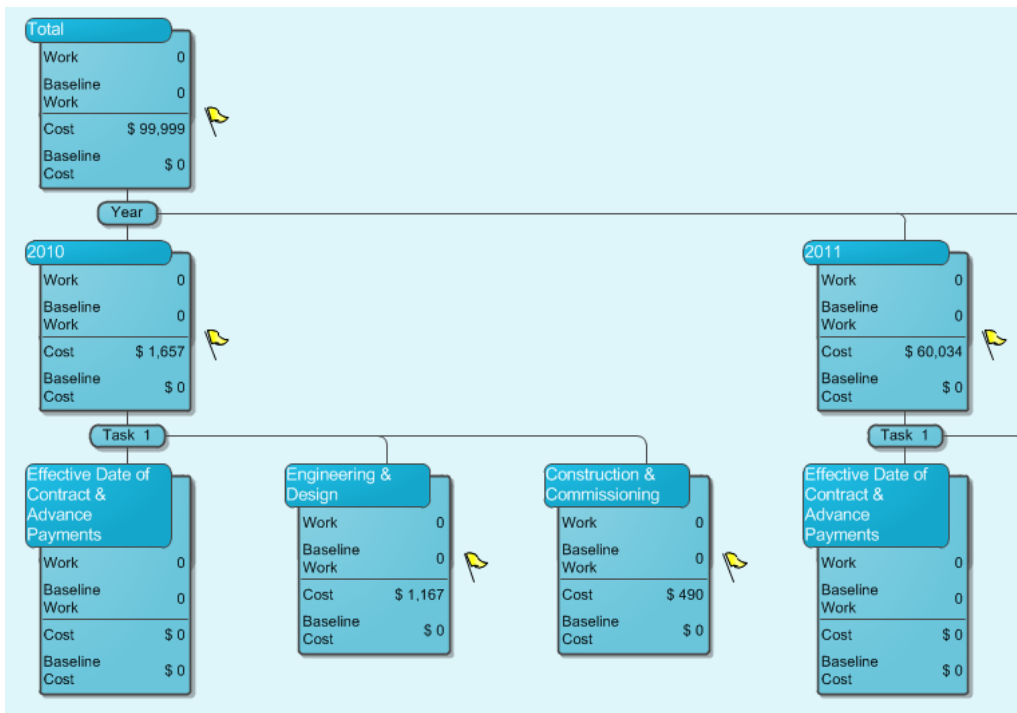 Total
Work 0
Baseline
Work 0
Cost $ 99,999
Baseline
Cost $ 0
Year
2010
Work 0
Baseline
Work 0
Cost $ 1,657
Baseline
Cost $ 0
2011
Work 0
Baseline
Work 0
Cost $ 60,034
Baseline
Cost $ 0
Task 1
Task 1
Effective Date of
Contract &
Advance
Payments
Work 0
Baseline
Work 0
Cost $ 0
Baseline
Cost $ 0
Engineering &
Design
Work 0
Baseline
Work 0
Cost $ 1,167
Baseline
Cost $ 0
Construction &
Commissioning
Work 0
Baseline
Work 0
Cost $ 490
Baseline
Cost $ 0
Effective Date of
Contract &
Advance
Payments
Work 0
Baseline
Work 0
Cost $ 0
Baseline
Cost $ 0